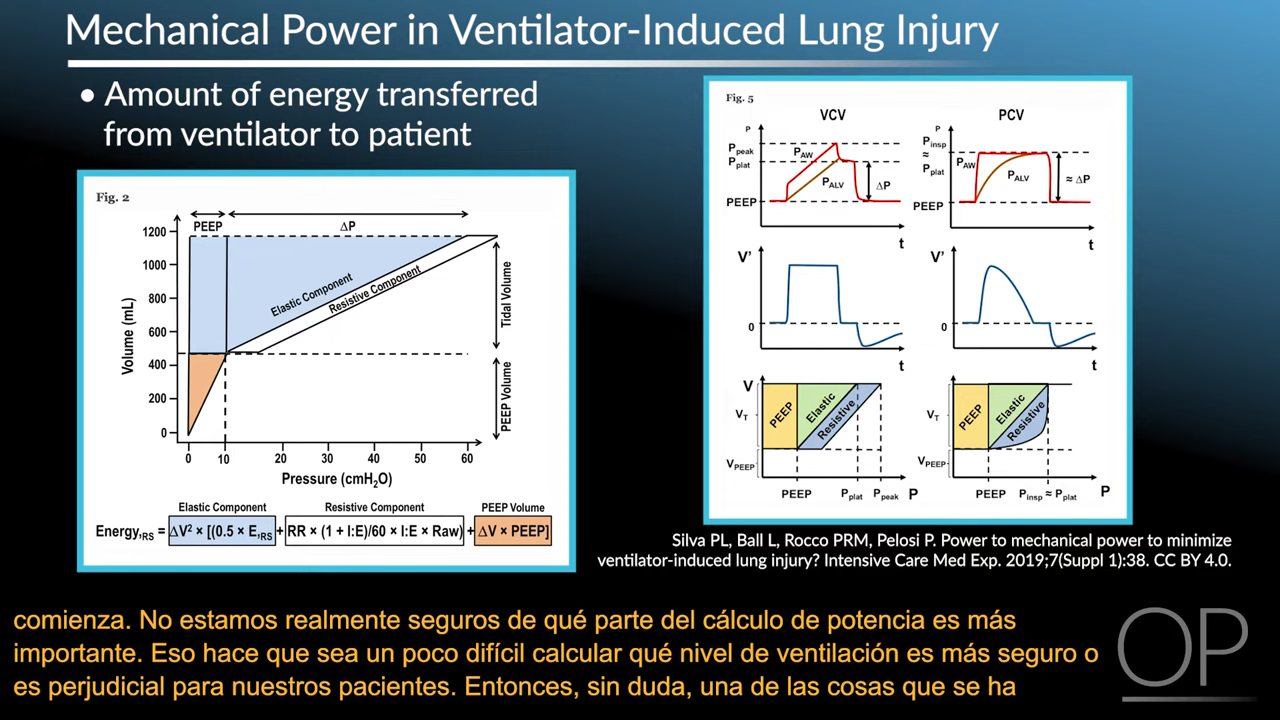 Mechanical Power in Ventilator-Induced Lung Injury
• Amount of energy transferred
from ventilator to patient
Fig. 2
PEEP
ΔP
1200
1000
800
600
400
200
0
Volume (mL)
Elastic Component
Resistive Component
Tidal Volume
PEEP Volume
0 10 20 30 40 50 60
Pressure (cmH₂O)
Elastic Component Resistive Component PEEP Volume
Energy,RS = ΔV² × [(0.5 × E,RS + RR × (1 + I:E)/60 × I:E × Raw) + ΔV × PEEP]
Fig. 5
VCV
P
Ppeak
Pplat
PEEP
PAW
PALV
ΔP
t
PCV
P
Pinsp
≈
Pplat
PEEP
PAW
PALV
≈ ΔP
t
V'
0
t
V'
0
t
V
VT
VPEEP
PEEP
Elastic
Resistive
PEEP Pplat Ppeak P
VT
VPEEP
PEEP
Elastic
Resistive
PEEP Pinsp ≈ Pplat P
Silva PL, Ball L, Rocco PRM, Pelosi P. Power to mechanical power to minimize
ventilator-induced lung injury? Intensive Care Med Exp. 2019;7(Suppl 1):38. CC BY 4.0.
comienza. No estamos realmente seguros de qué parte del cálculo de potencia es más
importante. Eso hace que sea un poco difícil calcular qué nivel de ventilación es más seguro o
es perjudicial para nuestros pacientes. Entonces, sin duda, una de las cosas que se ha
OP